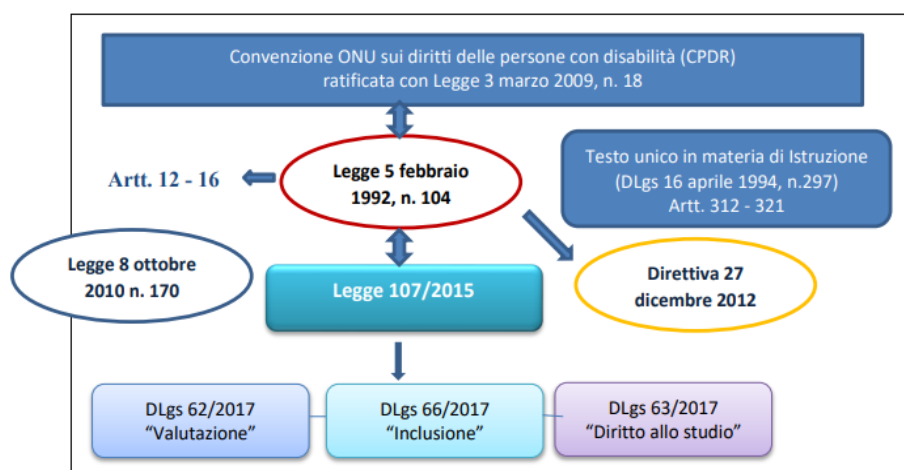 Convenzione ONU sui diritti delle persone con disabilità (CPDR)
ratificata con Legge 3 marzo 2009, n. 18
Artt. 12 - 16
Legge 5 febbraio
1992, n. 104
Testo unico in materia di Istruzione
(DLgs 16 aprile 1994, n.297)
Artt. 312 - 321
Legge 8 ottobre
2010 n. 170
Legge 107/2015
Direttiva 27
dicembre 2012
DLgs 62/2017
“Valutazione”
DLgs 66/2017
“Inclusione”
DLgs 63/2017
“Diritto allo studio”